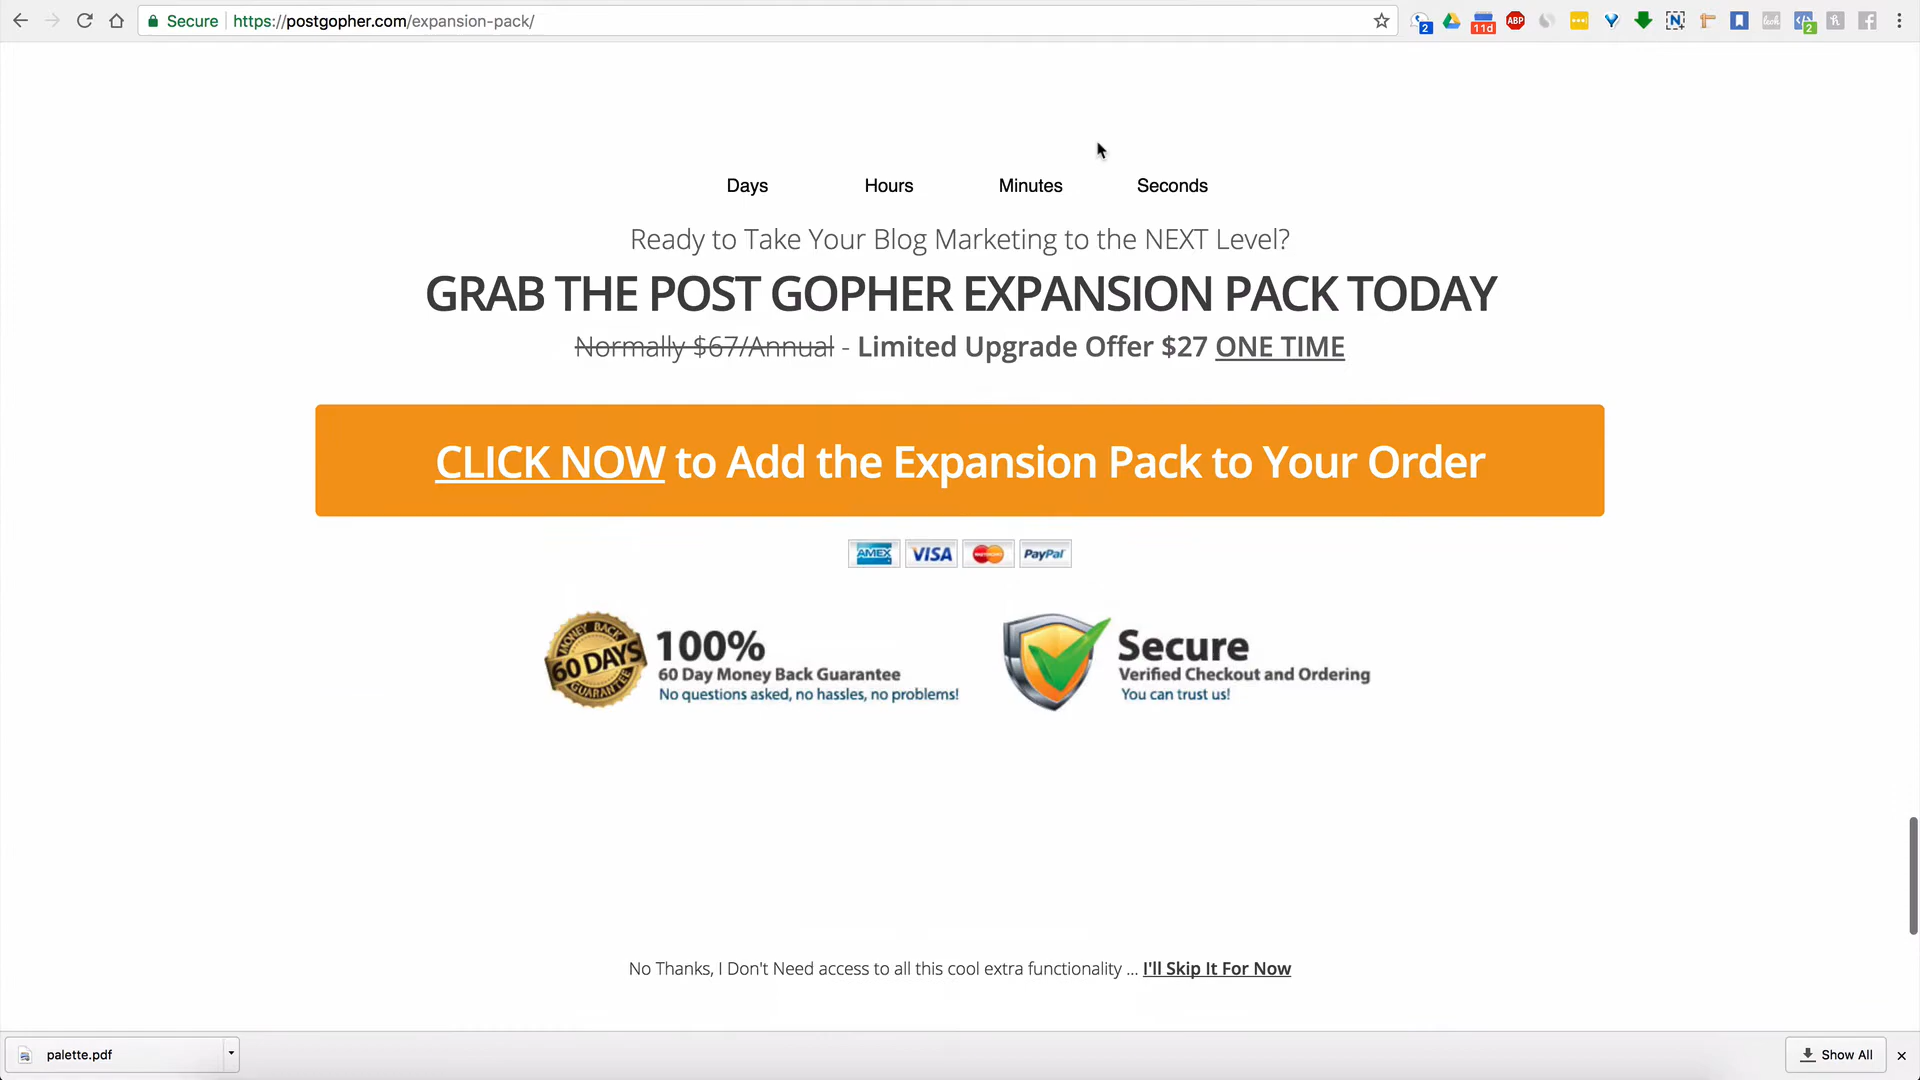 Secure https://postgopher.com/expansion-pack/
2 11d ABP 2
Days Hours Minutes Seconds
Ready to Take Your Blog Marketing to the NEXT Level?
GRAB THE POST GOPHER EXPANSION PACK TODAY
Normally $67/Annual - Limited Upgrade Offer $27 ONE TIME
CLICK NOW to Add the Expansion Pack to Your Order
AMEX VISA MasterCard PayPal
MONEY BACK
60 DAYS
GUARANTEE
100%
60 Day Money Back Guarantee
No questions asked, no hassles, no problems!
Secure
Verified Checkout and Ordering
You can trust us!
No Thanks, I Don't Need access to all this cool extra functionality ... I'll Skip It For Now
palette.pdf
Show All